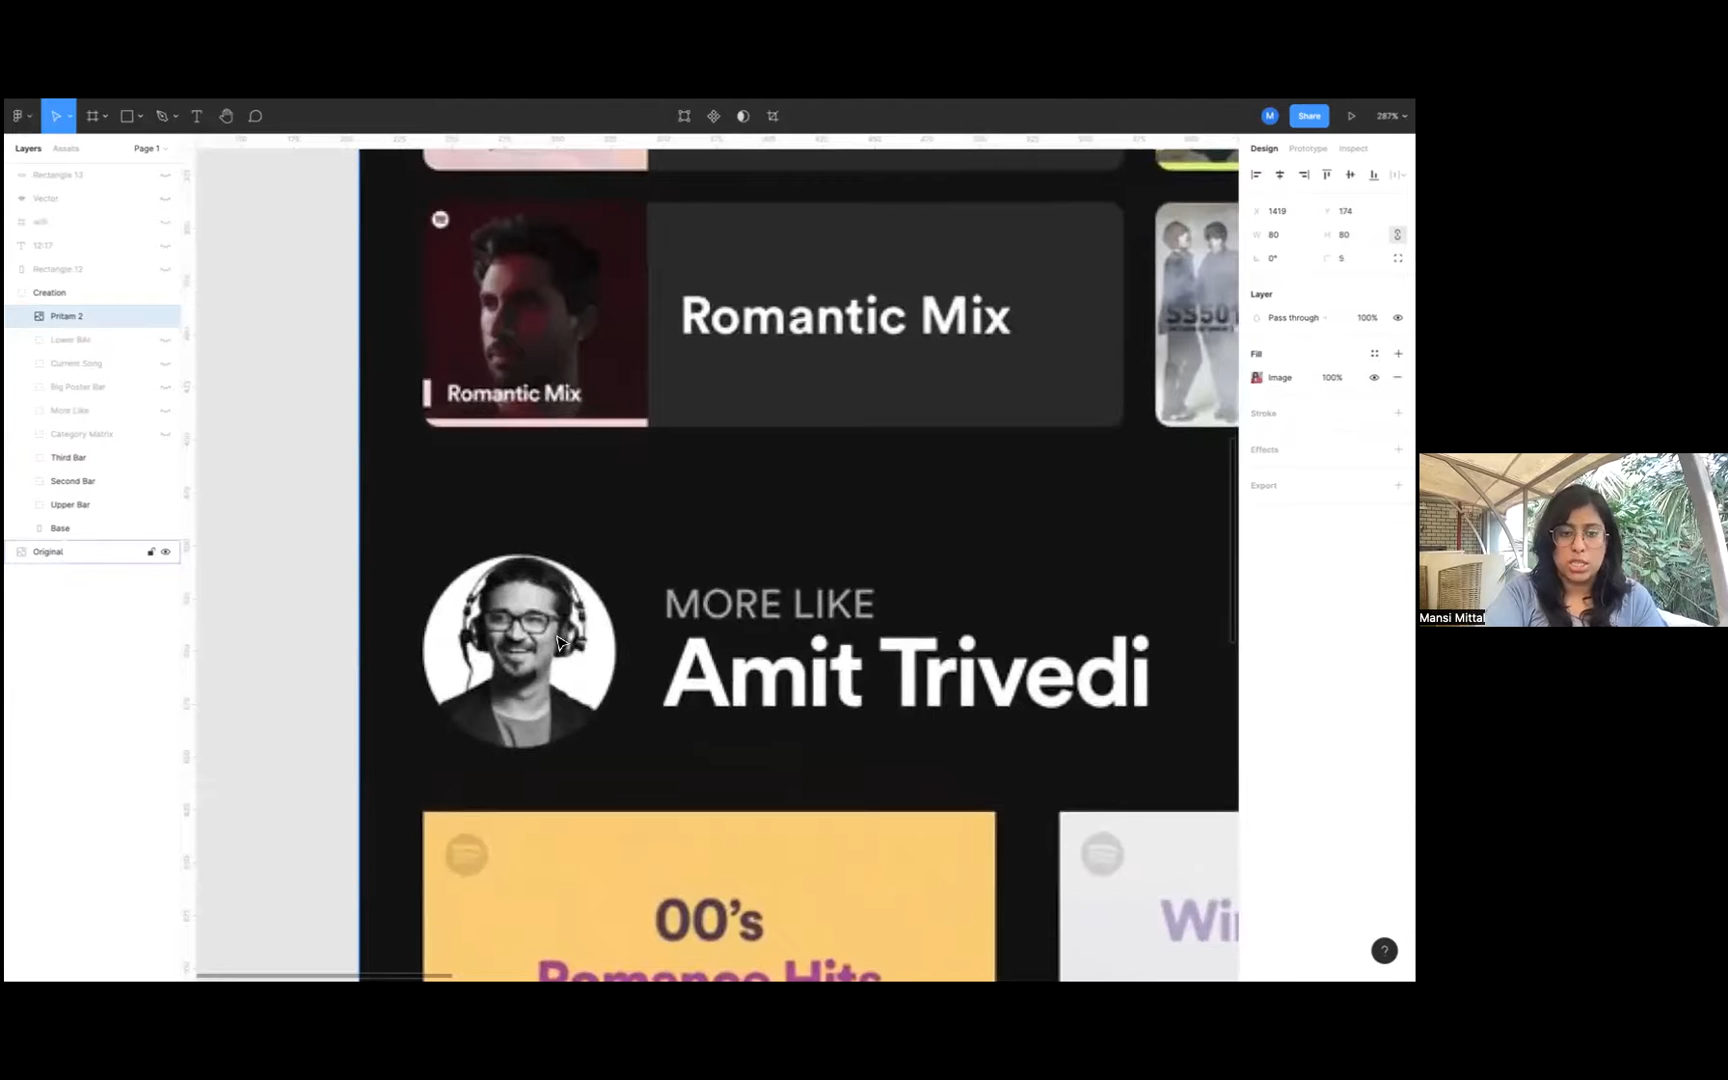 Share
287%
Layers
Assets
Page 1
Design
Prototype
Inspect
Rectangle 13
Vector
wifi
12:17
Rectangle 12
Creation
Pritam 2
Lower BAr
Current Song
Big Poster Bar
More Like
Category Matrix
Third Bar
Second Bar
Upper Bar
Base
Original
X 1419
Y 174
W 80
H 80
0°
5
Layer
Pass through
100%
Fill
Image
100%
Stroke
Effects
Export
?
M
Romantic Mix
Romantic Mix
SS501
MORE LIKE
Amit Trivedi
00's
Romance Hits
Mansi Mittal